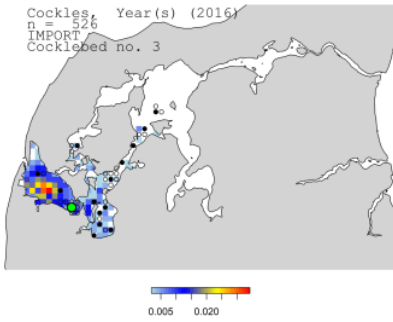 Cockles, Year(s) (2016)
n = 526
IMPORT
Cocklebed no. 3
0.005 0.020